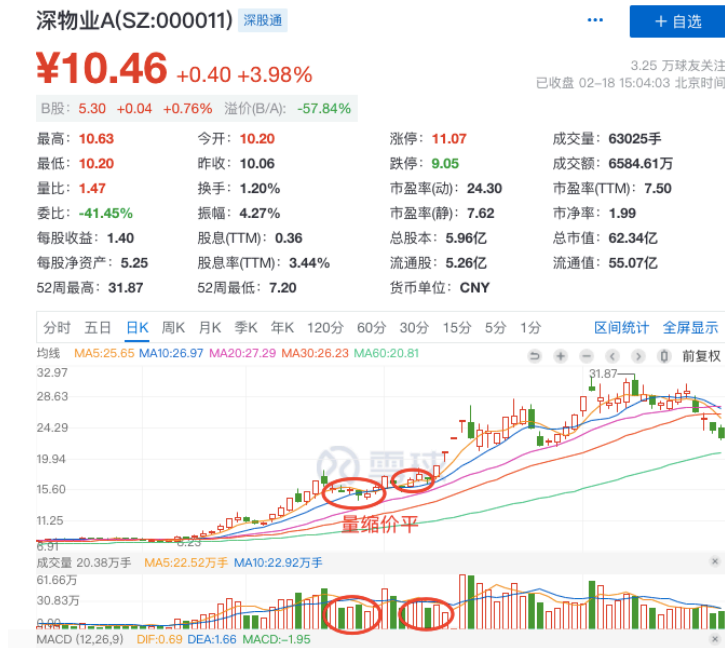 深物业A(SZ:000011) 深股通 ··· + 自选
¥10.46 +0.40 +3.98%
3.25 万球友关注
已收盘 02-18 15:04:03 北京时间
B股: 5.30 +0.04 +0.76% 溢价(B/A): -57.84%
最高: 10.63 今开: 10.20 涨停: 11.07 成交量: 63025手
最低: 10.20 昨收: 10.06 跌停: 9.05 成交额: 6584.61万
量比: 1.47 换手: 1.20% 市盈率(动): 24.30 市盈率(TTM): 7.50
委比: -41.45% 振幅: 4.27% 市盈率(静): 7.62 市净率: 1.99
每股收益: 1.40 股息(TTM): 0.36 总股本: 5.96亿 总市值: 62.34亿
每股净资产: 5.25 股息率(TTM): 3.44% 流通股: 5.26亿 流通值: 55.07亿
52周最高: 31.87 52周最低: 7.20 货币单位: CNY
分时 五日 日K 周K 月K 季K 年K 120分 60分 30分 15分 5分 1分 区间统计 全屏显示
均线 MA5:25.65 MA10:26.97 MA20:27.29 MA30:26.23 MA60:20.81 前复权
32.97
31.87
28.63
24.29
19.94
雪球
15.60
11.25
量缩价平
6.91
成交量 20.38万手 MA5:22.52万手 MA10:22.92万手
61.66万
30.83万
0.00
MACD (12,26,9) DIF:0.69 DEA:1.66 MACD:-1.95